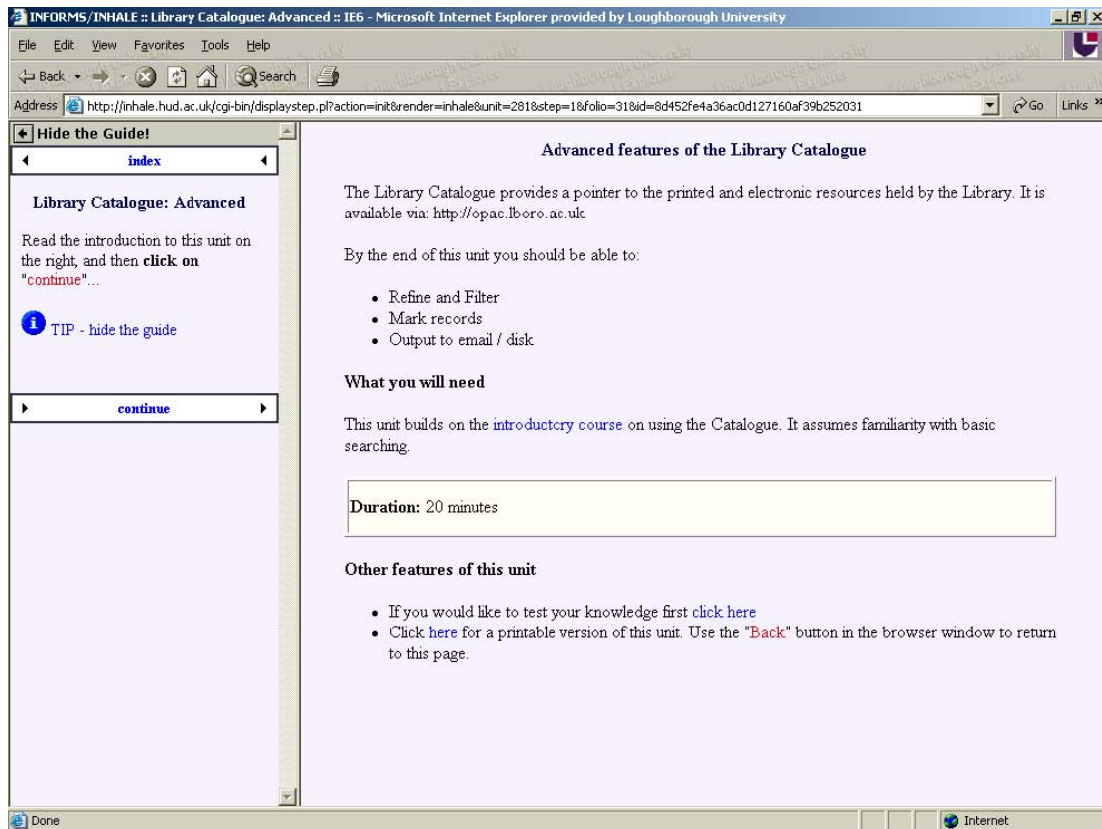 INFORMS/INHALE :: Library Catalogue: Advanced :: IE6 - Microsoft Internet Explorer provided by Loughborough University
File Edit View Favorites Tools Help
Back Search
Address http://inhale.hud.ac.uk/cgi-bin/displaystep.pl?action=init&render=inhale&unit=281&step=1&folio=31&id=8d452fe4a36ac0d127160af39b252031 Go Links »
Hide the Guide!
index
Library Catalogue: Advanced
Read the introduction to this unit on
the right, and then click on
"continue"...
TIP - hide the guide
continue
Advanced features of the Library Catalogue
The Library Catalogue provides a pointer to the printed and electronic resources held by the Library. It is
available via: http://opac.lboro.ac.uk
By the end of this unit you should be able to:
• Refine and Filter
• Mark records
• Output to email / disk
What you will need
This unit builds on the introductory course on using the Catalogue. It assumes familiarity with basic
searching.
Duration: 20 minutes
Other features of this unit
• If you would like to test your knowledge first click here
• Click here for a printable version of this unit. Use the "Back" button in the browser window to return
to this page.
Done Internet